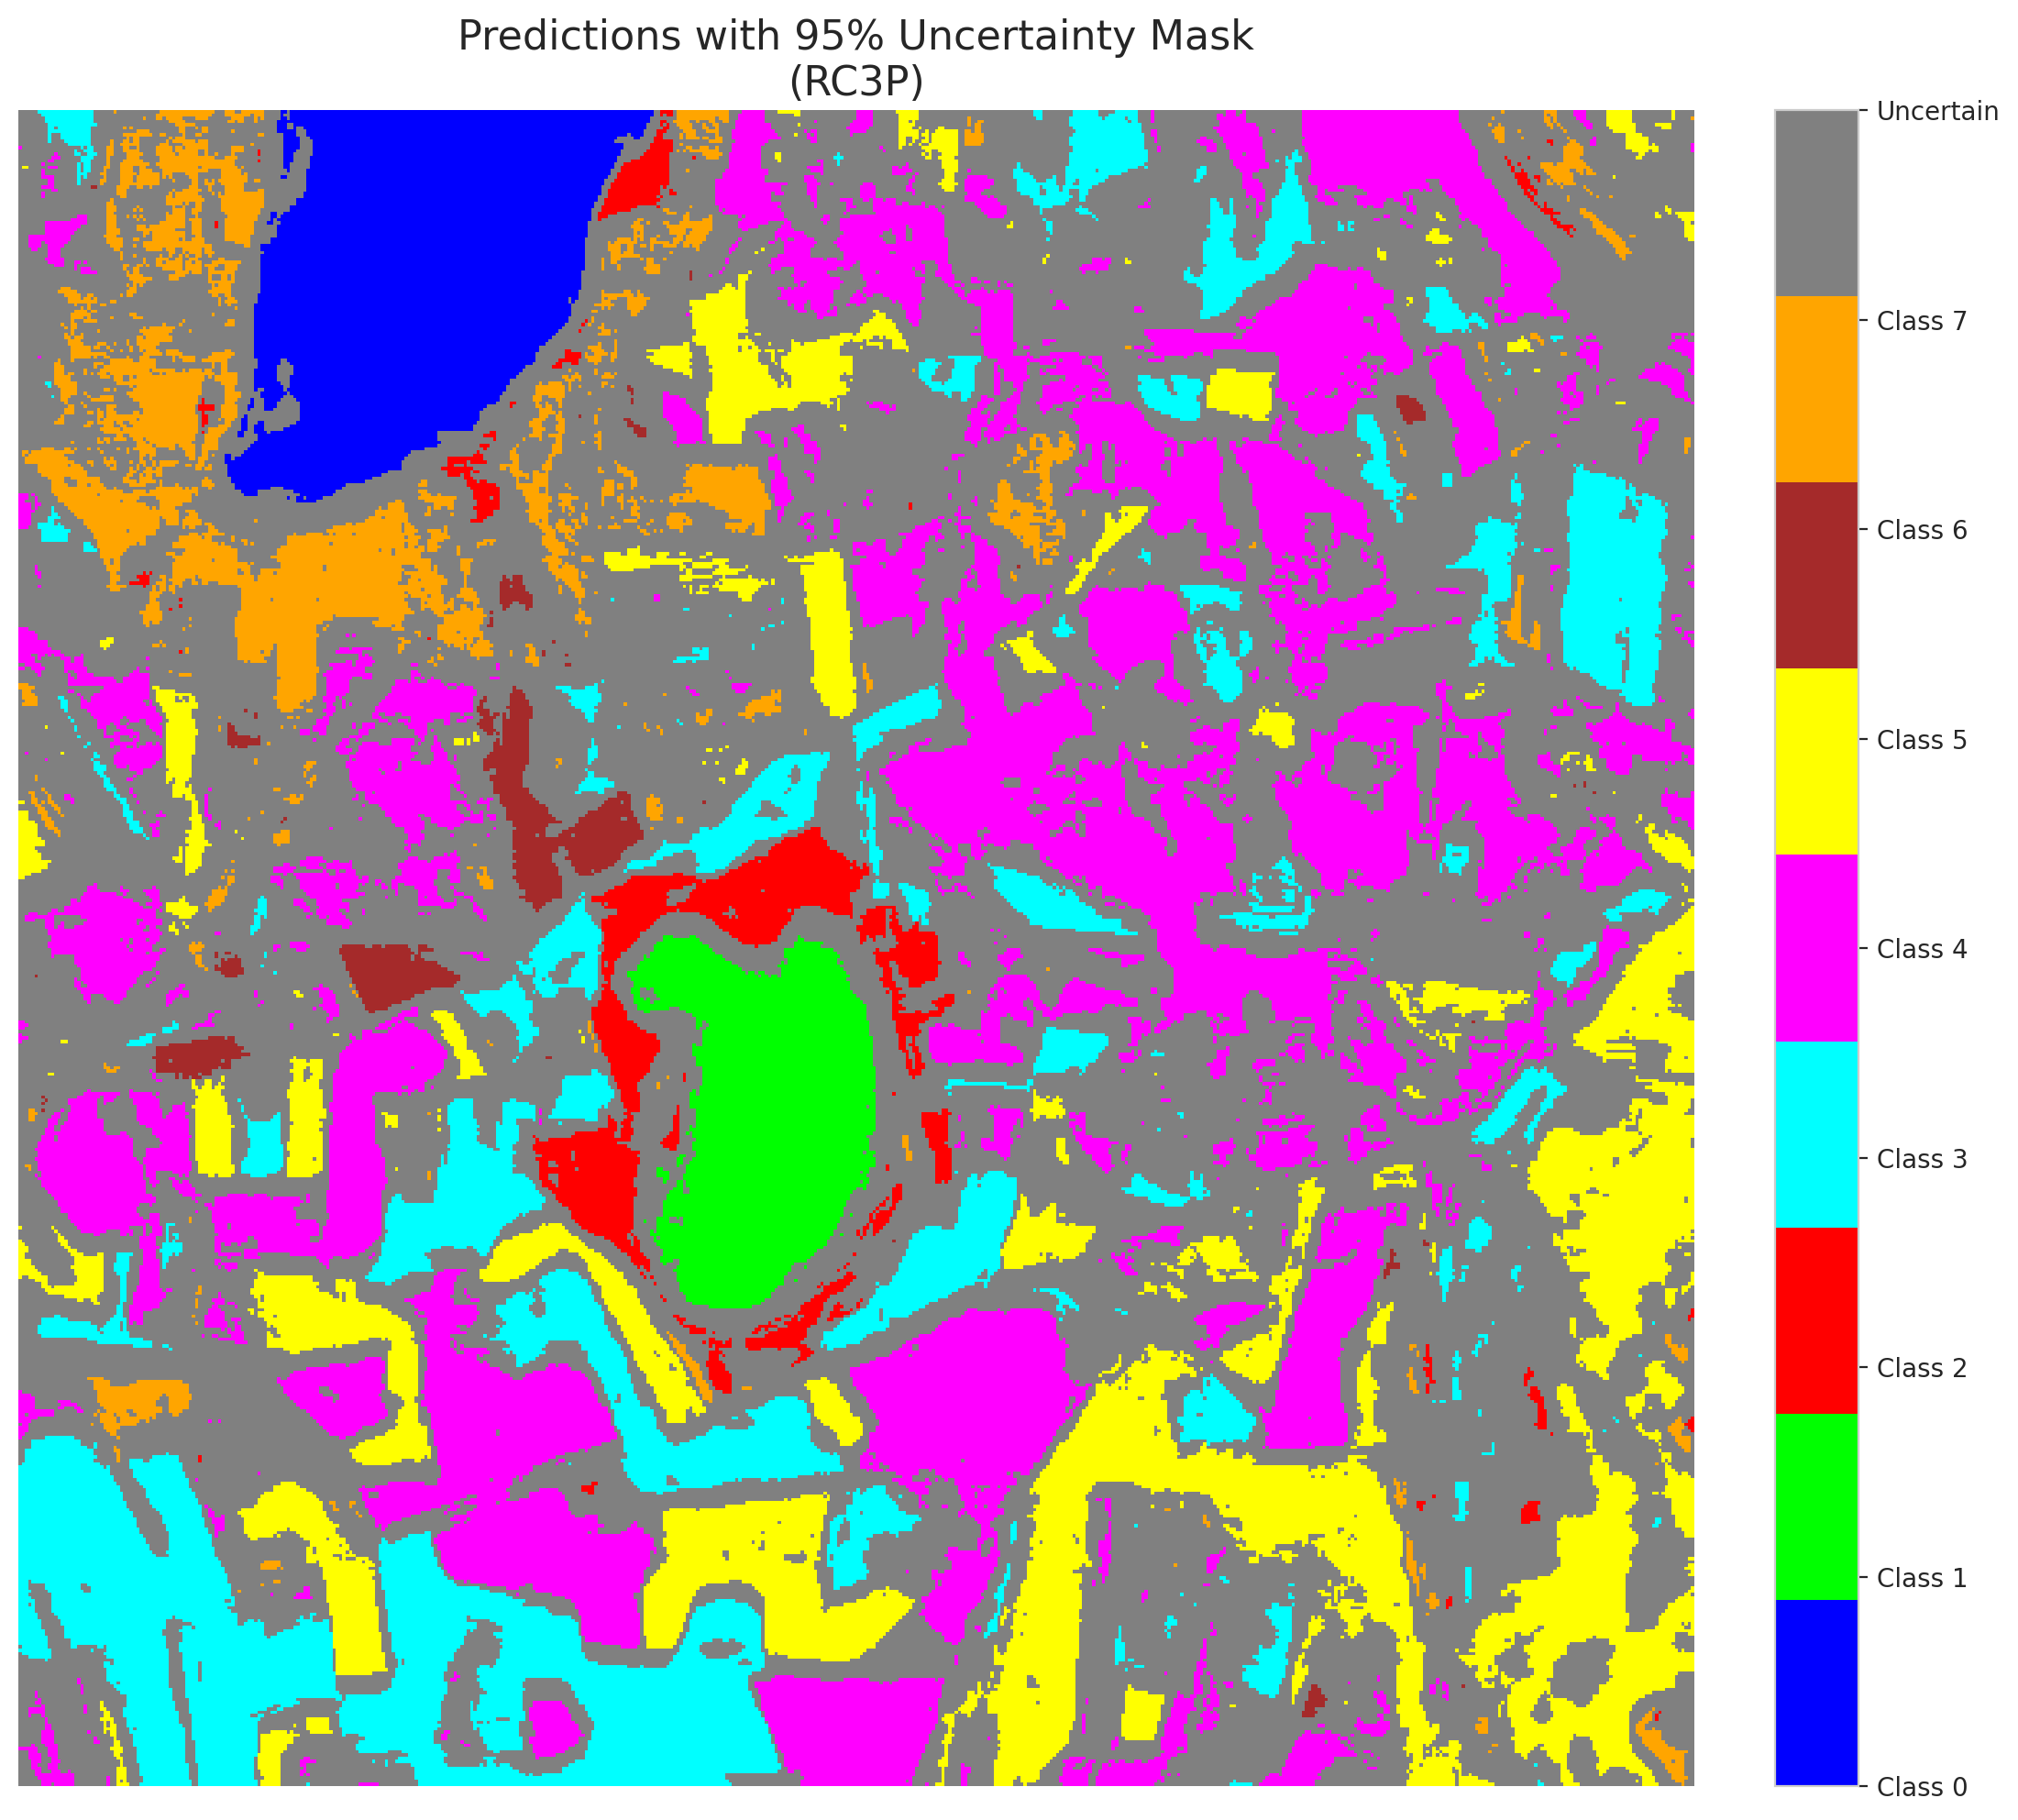 Predictions with 95% Uncertainty Mask
(RC3P)
Uncertain
Class 7
Class 6
Class 5
Class 4
Class 3
Class 2
Class 1
Class 0